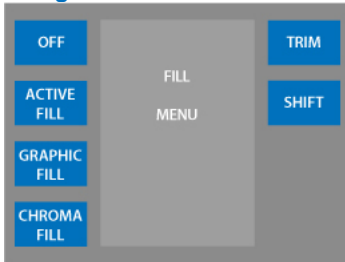 OFF
ACTIVE
FILL
GRAPHIC
FILL
CHROMA
FILL
FILL
MENU
TRIM
SHIFT